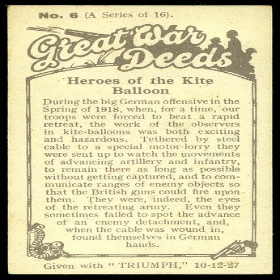 No. 6 (A Series of 16).
Great War
Deeds
Heroes of the Kite
Balloon
During the big German offensive in the
Spring of 1918, when, for a time, our
troops were forced to beat a rapid
retreat, the work of the observers
in kite-balloons was both exciting
and hazardous. Tethered by steel
cable to a special motor-lorry they
were sent up to watch the movements
of advancing artillery and infantry,
to remain there as long as possible
without getting captured, and to com-
municate ranges of enemy objects so
that the British guns could fire upon
them. They were, indeed, the eyes
of the retreating army. Even they
sometimes failed to spot the advance
of an enemy detachment, and,
when the cable was wound in,
found themselves in German
hands.
Given with "TRIUMPH," 10-12-27